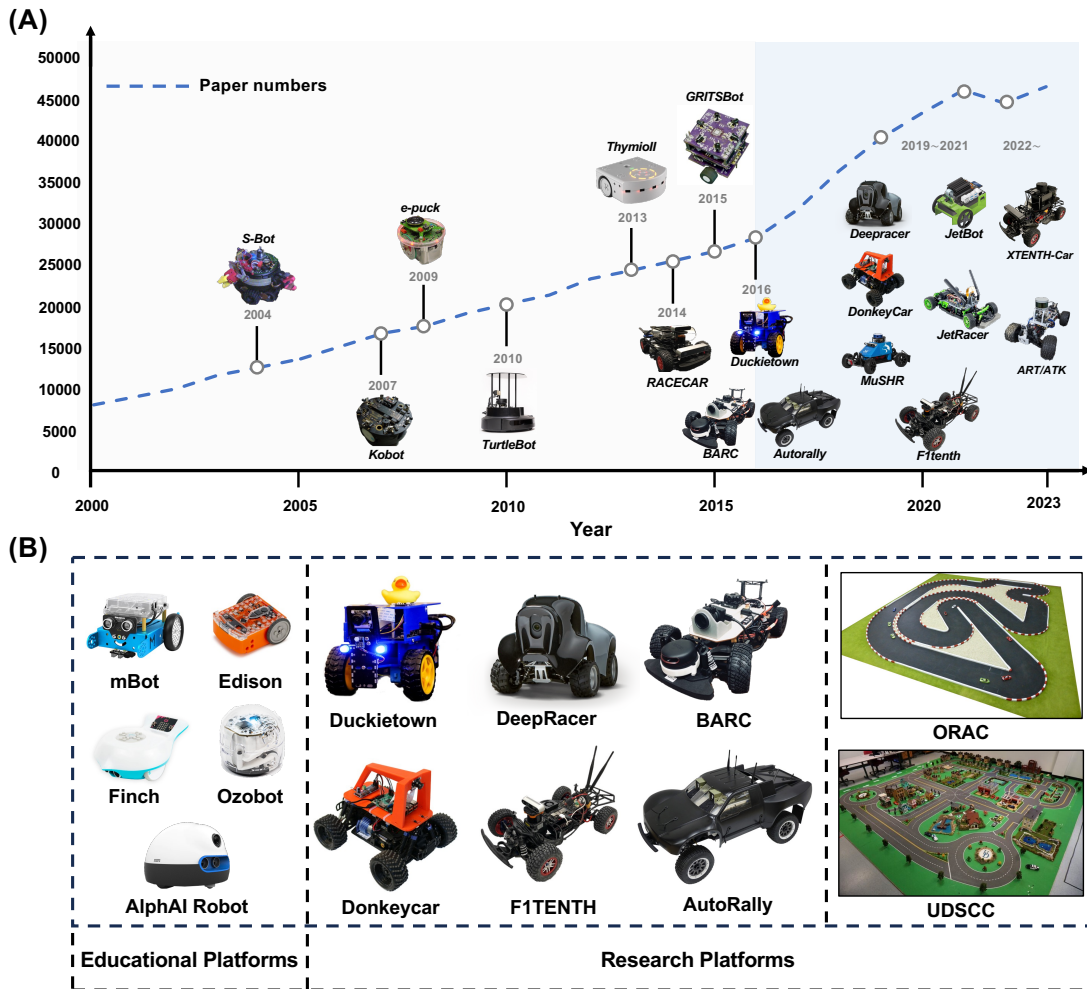 (A)
50000
45000
40000
35000
30000
25000
20000
15000
10000
5000
0
Paper numbers
S-Bot
2004
2007
Kobot
e-puck
2009
2010
TurtleBot
ThymioII
2013
2014
RACECAR
GRITSBot
2015
BARC
2016
Duckietown
Autorally
2019~2021
2022~
Deepracer
JetBot
XTENTH-Car
DonkeyCar
JetRacer
MuSHR
ART/ATK
F1tenth
2000
2005
2010
2015
2020
2023
Year
(B)
mBot
Edison
Finch
Ozobot
AlphAI Robot
Duckietown
DeepRacer
BARC
Donkeycar
F1TENTH
AutoRally
ORAC
UDSCC
Educational Platforms
Research Platforms